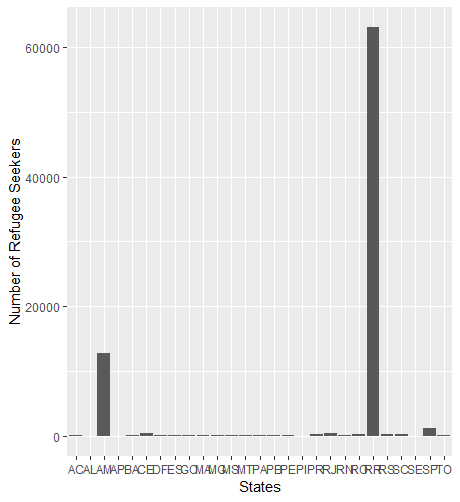 60000
40000
20000
0
Number of Refugee Seekers
AC AL AM AP BA CE DF ES GO MA MG MS MT PA PB PE PI PR RJ RN RO RR RS SC SE SP TO
States